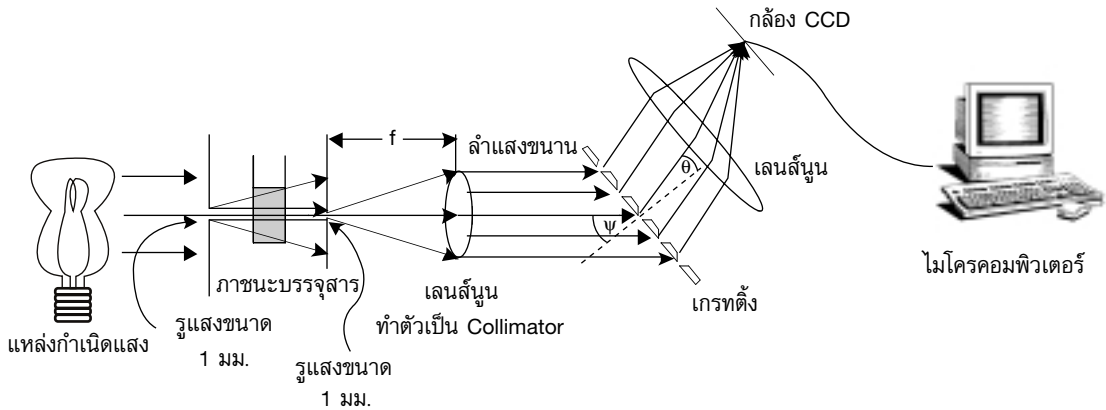 กล้อง CCD
f
ลำแสงขนาน
θ
เลนส์นูน
ψ
ไมโครคอมพิวเตอร์
ภาชนะบรรจุสาร
เลนส์นูน
ทำตัวเป็น Collimator
เกรทติ้ง
แหล่งกำเนิดแสง
รูแสงขนาด
1 มม.
รูแสงขนาด
1 มม.